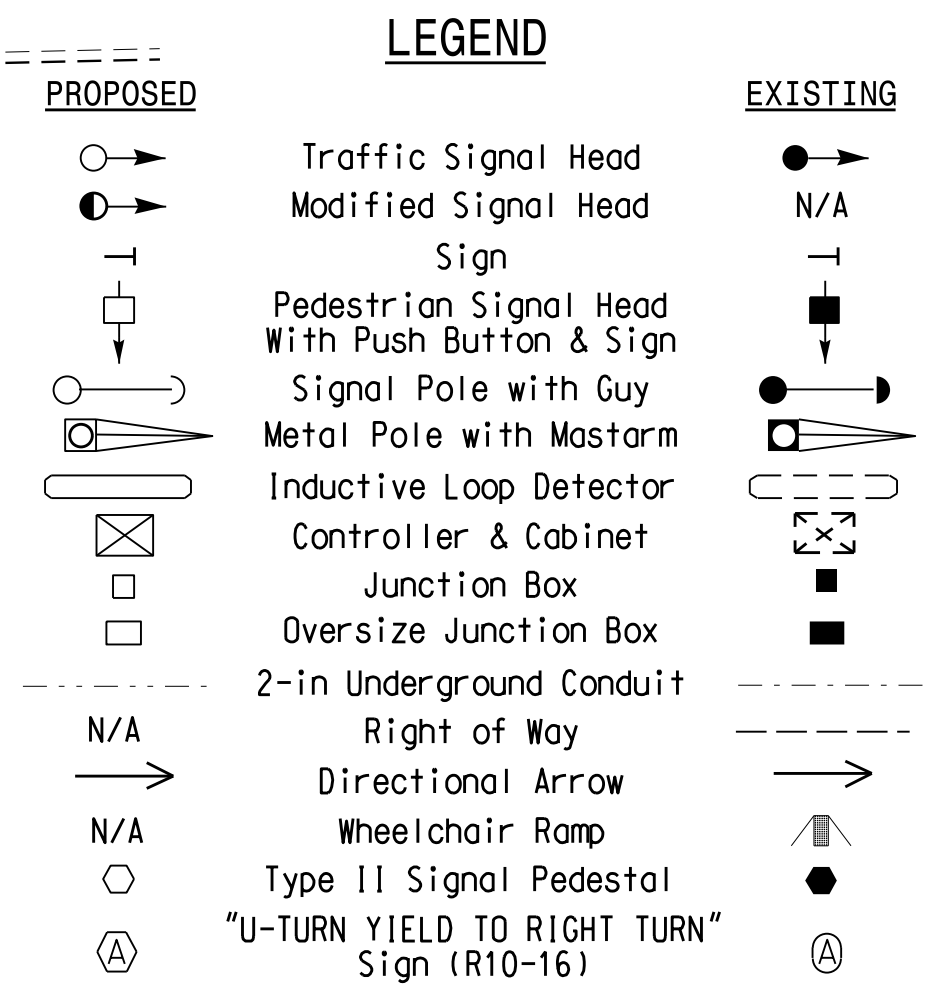 LEGEND
PROPOSED EXISTING
Traffic Signal Head
Modified Signal Head N/A
Sign
Pedestrian Signal Head
With Push Button & Sign
Signal Pole with Guy
Metal Pole with Mastarm
Inductive Loop Detector
Controller & Cabinet
Junction Box
Oversize Junction Box
2-in Underground Conduit
N/A Right of Way
Directional Arrow
N/A Wheelchair Ramp
Type II Signal Pedestal
"U-TURN YIELD TO RIGHT TURN"
A Sign (R10-16) A